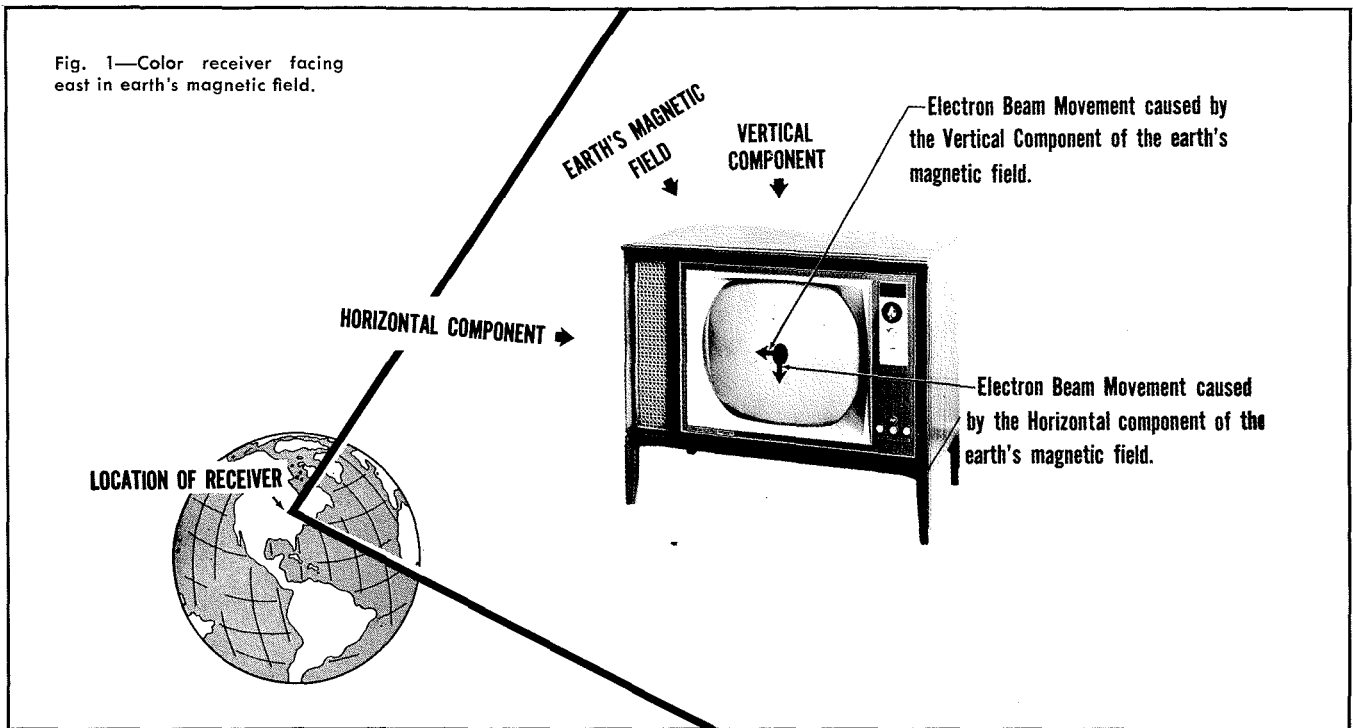 Fig. 1—Color receiver facing
east in earth's magnetic field.
EARTH'S MAGNETIC
FIELD
VERTICAL
COMPONENT
Electron Beam Movement caused by
the Vertical Component of the earth's
magnetic field.
HORIZONTAL COMPONENT
Electron Beam Movement caused
by the Horizontal component of the
earth's magnetic field.
LOCATION OF RECEIVER